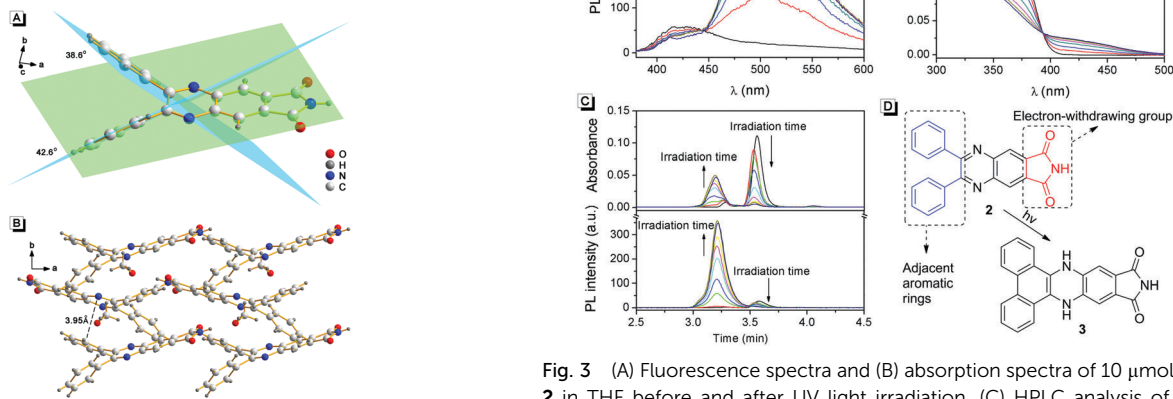 A
b
a
c
38.6°
42.6°
O
H
N
C
B
b
a
3.95Å
PL
100
0
400 450 500 550 600
λ (nm)
0.05
0.00
300 350 400 450 500
λ (nm)
C
Absorbance
0.15
0.10
0.05
0.00
Irradiation time
Irradiation time
PL intensity (a.u.)
300
200
100
0
Irradiation time
Irradiation time
2.5 3.0 3.5 4.0 4.5
Time (min)
D
Electron-withdrawing group
N
N
O
NH
O
2
hν
Adjacent
aromatic
rings
H
N
N
H
O
NH
O
3
Fig. 3 (A) Fluorescence spectra and (B) absorption spectra of 10 μmol
2 in THF before and after UV light irradiation. (C) HPLC analysis of